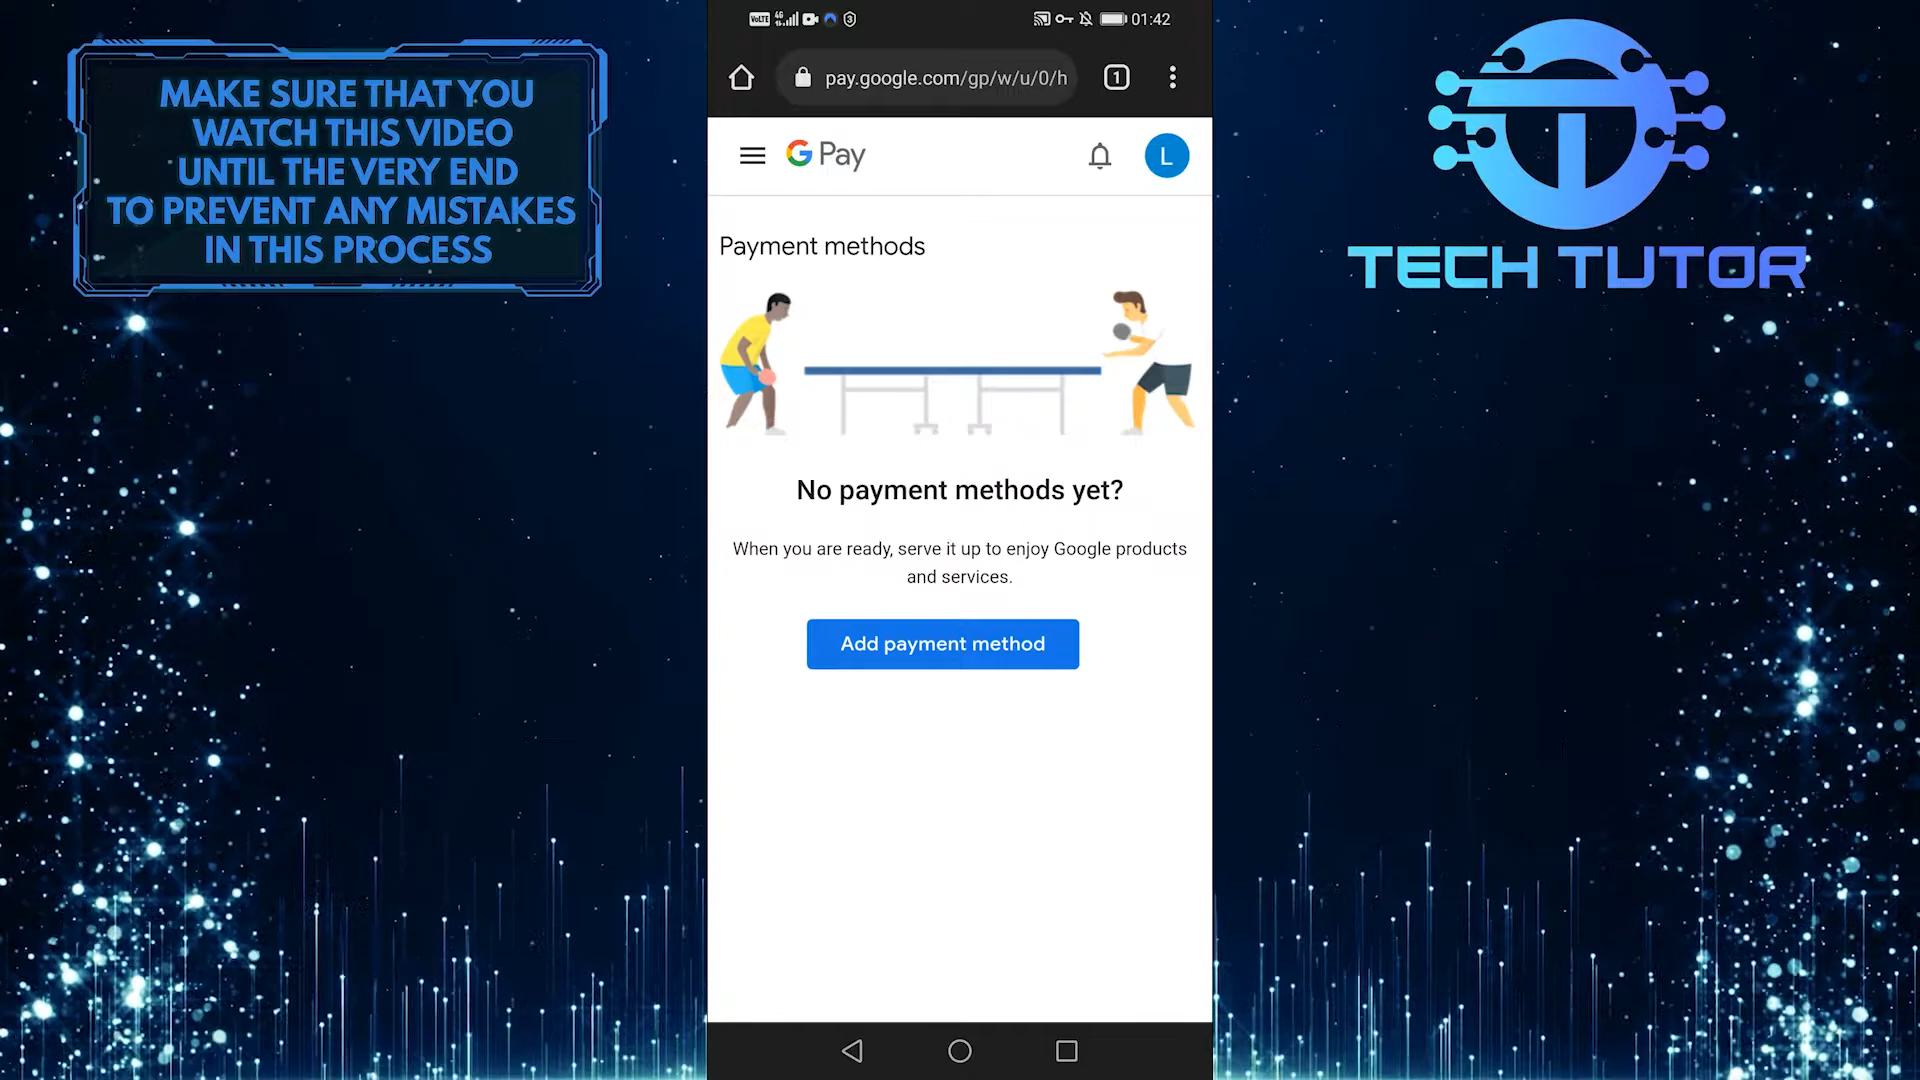 MAKE SURE THAT YOU
WATCH THIS VIDEO
UNTIL THE VERY END
TO PREVENT ANY MISTAKES
IN THIS PROCESS
VoLTE 4G 01:42
pay.google.com/gp/w/u/0/h 1
G Pay L
Payment methods
No payment methods yet?
When you are ready, serve it up to enjoy Google products
and services.
Add payment method
TECH TUTOR